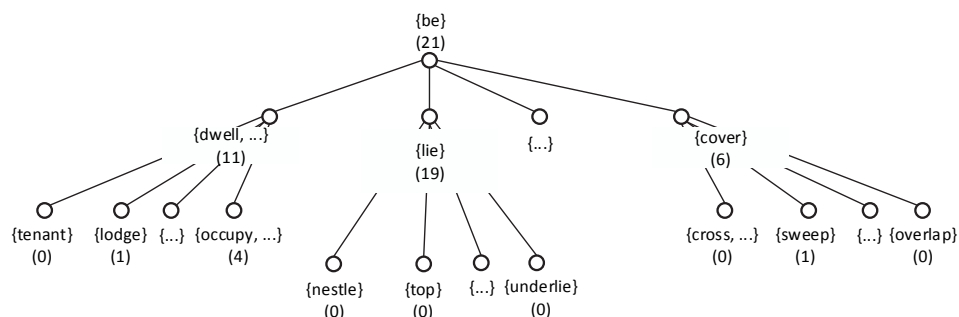 {be}
(21)
{dwell, ...}
(11)
{lie}
(19)
{...}
{cover}
(6)
{tenant}
(0)
{lodge}
(1)
{...}
{occupy, ...}
(4)
{cross, ...}
(0)
{sweep}
(1)
{...}
{overlap}
(0)
{nestle}
(0)
{top}
(0)
{...}
{underlie}
(0)